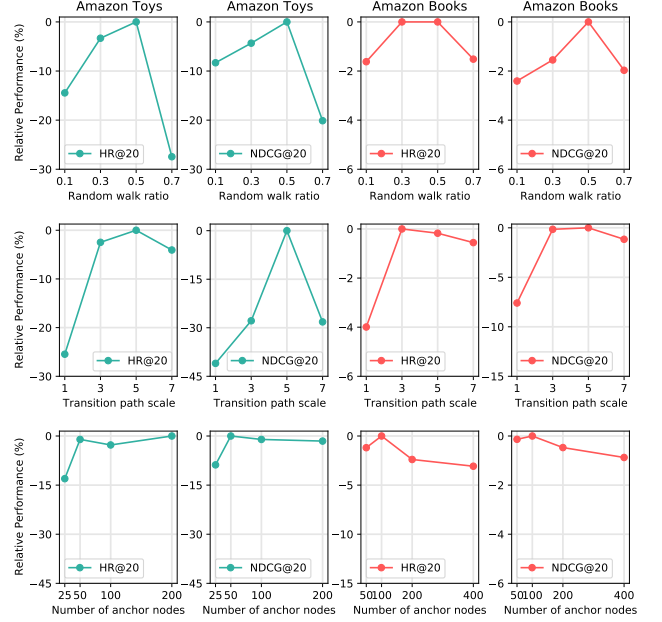 Amazon Toys Amazon Toys Amazon Books Amazon Books
Relative Performance (%)
0 −10 −20 −30
HR@20
0.1 0.3 0.5 0.7
Random walk ratio
0 −10 −20 −30
NDCG@20
0.1 0.3 0.5 0.7
Random walk ratio
0 −2 −4 −6
HR@20
0.1 0.3 0.5 0.7
Random walk ratio
0 −2 −4 −6
NDCG@20
0.1 0.3 0.5 0.7
Random walk ratio
Relative Performance (%)
0 −10 −20 −30
HR@20
1 3 5 7
Transition path scale
0 −15 −30 −45
NDCG@20
1 3 5 7
Transition path scale
0 −2 −4 −6
HR@20
1 3 5 7
Transition path scale
0 −5 −10 −15
NDCG@20
1 3 5 7
Transition path scale
Relative Performance (%)
0 −15 −30 −45
HR@20
25 50 100 200
Number of anchor nodes
0 −15 −30 −45
NDCG@20
25 50 100 200
Number of anchor nodes
0 −5 −10 −15
HR@20
50 100 200 400
Number of anchor nodes
0 −2 −4 −6
NDCG@20
50 100 200 400
Number of anchor nodes